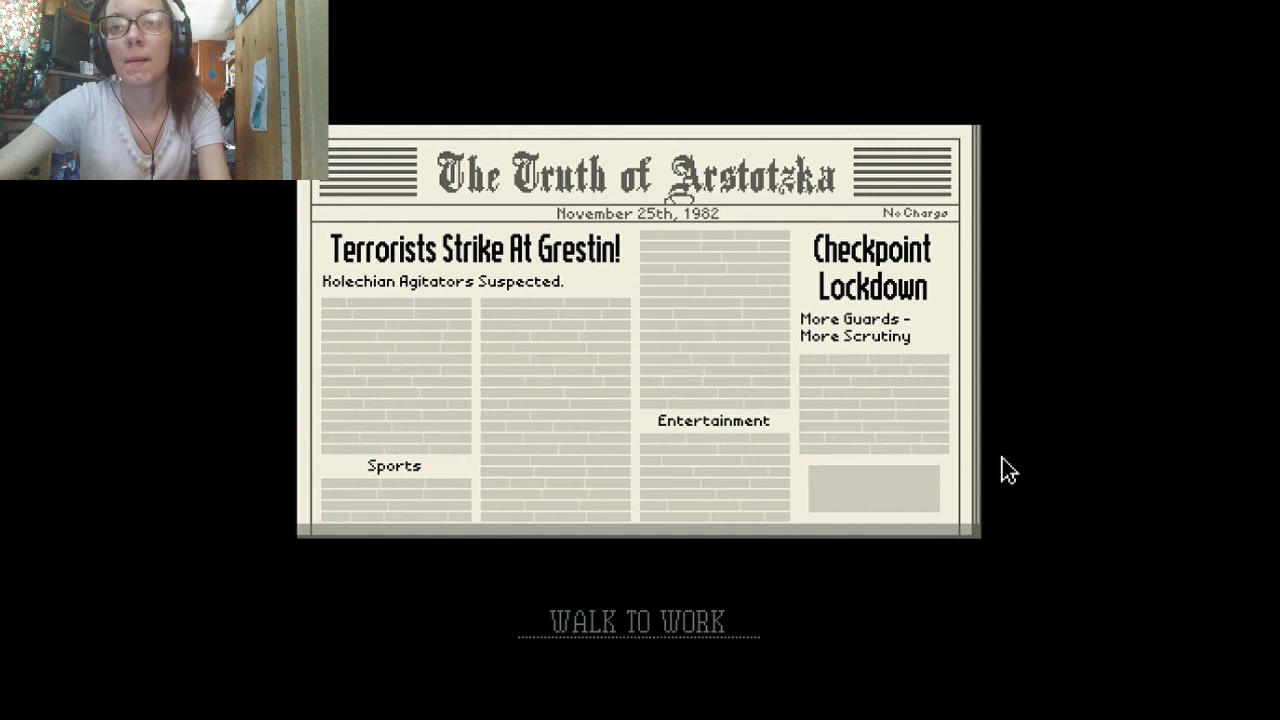 The Truth of Arstotzka
November 25th, 1982
No Charge
Terrorists Strike At Grestin!
Kolechian Agitators Suspected.
Sports
Entertainment
Checkpoint
Lockdown
More Guards -
More Scrutiny
WALK TO WORK